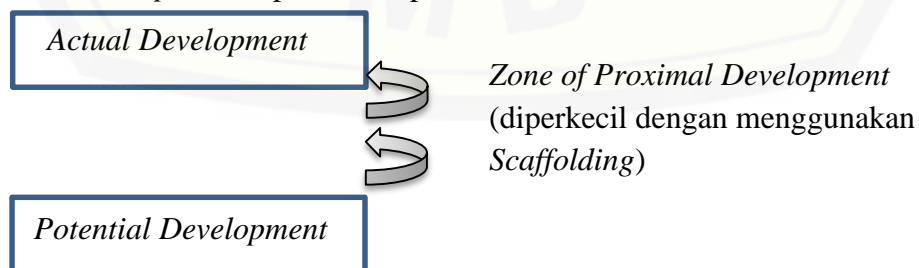 Actual Development
Zone of Proximal Development
(diperkecil dengan menggunakan
Scaffolding)
Potential Development